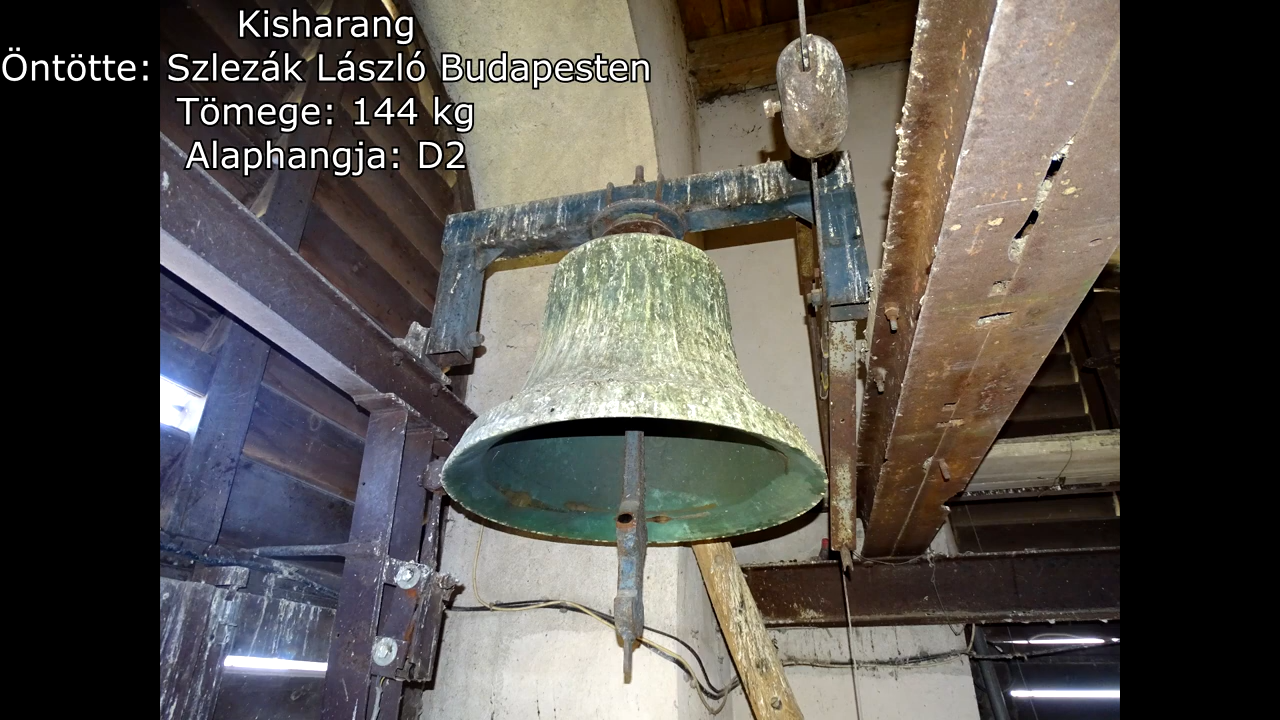 Kisharang
Öntötte: Szlezák László Budapesten
Tömege: 144 kg
Alaphangja: D2